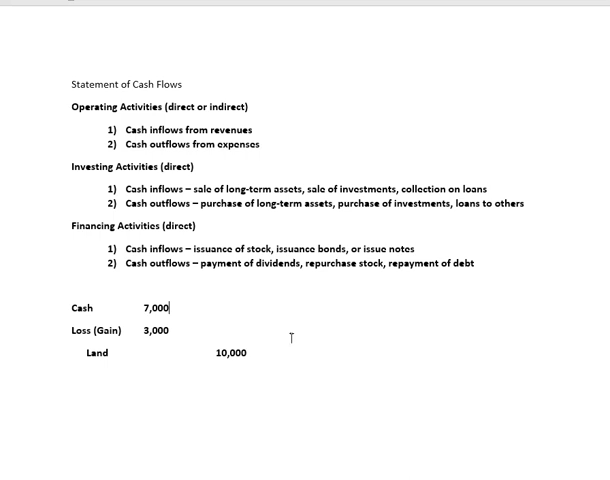 Statement of Cash Flows
Operating Activities (direct or indirect)
1) Cash inflows from revenues
2) Cash outflows from expenses
Investing Activities (direct)
1) Cash inflows – sale of long-term assets, sale of investments, collection on loans
2) Cash outflows – purchase of long-term assets, purchase of investments, loans to others
Financing Activities (direct)
1) Cash inflows – issuance of stock, issuance bonds, or issue notes
2) Cash outflows – payment of dividends, repurchase stock, repayment of debt
Cash 7,000
Loss (Gain) 3,000
Land 10,000